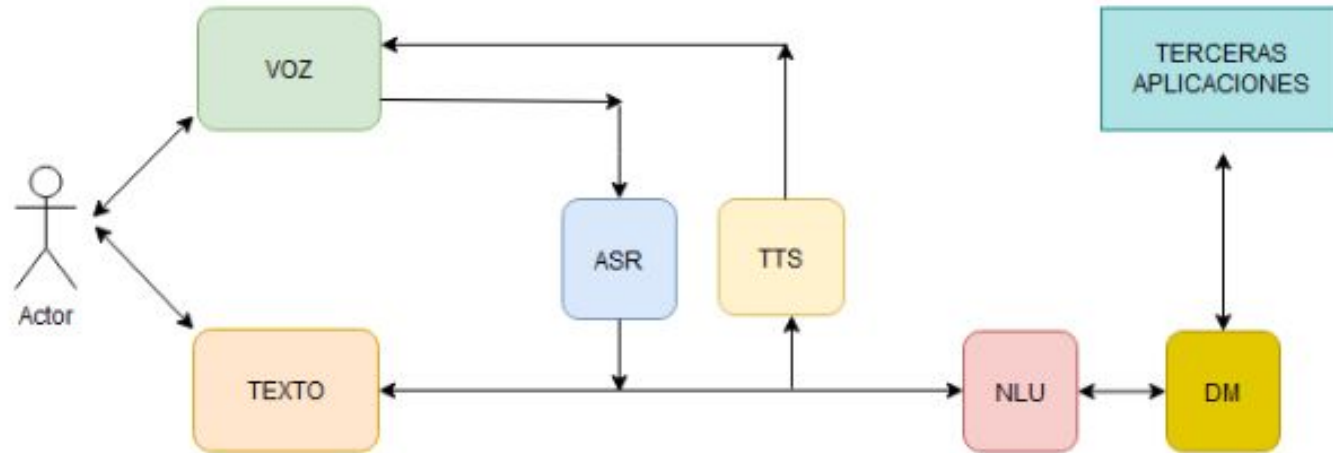 VOZ
TERCERAS
APLICACIONES
ASR
TTS
Actor
TEXTO
NLU
DM